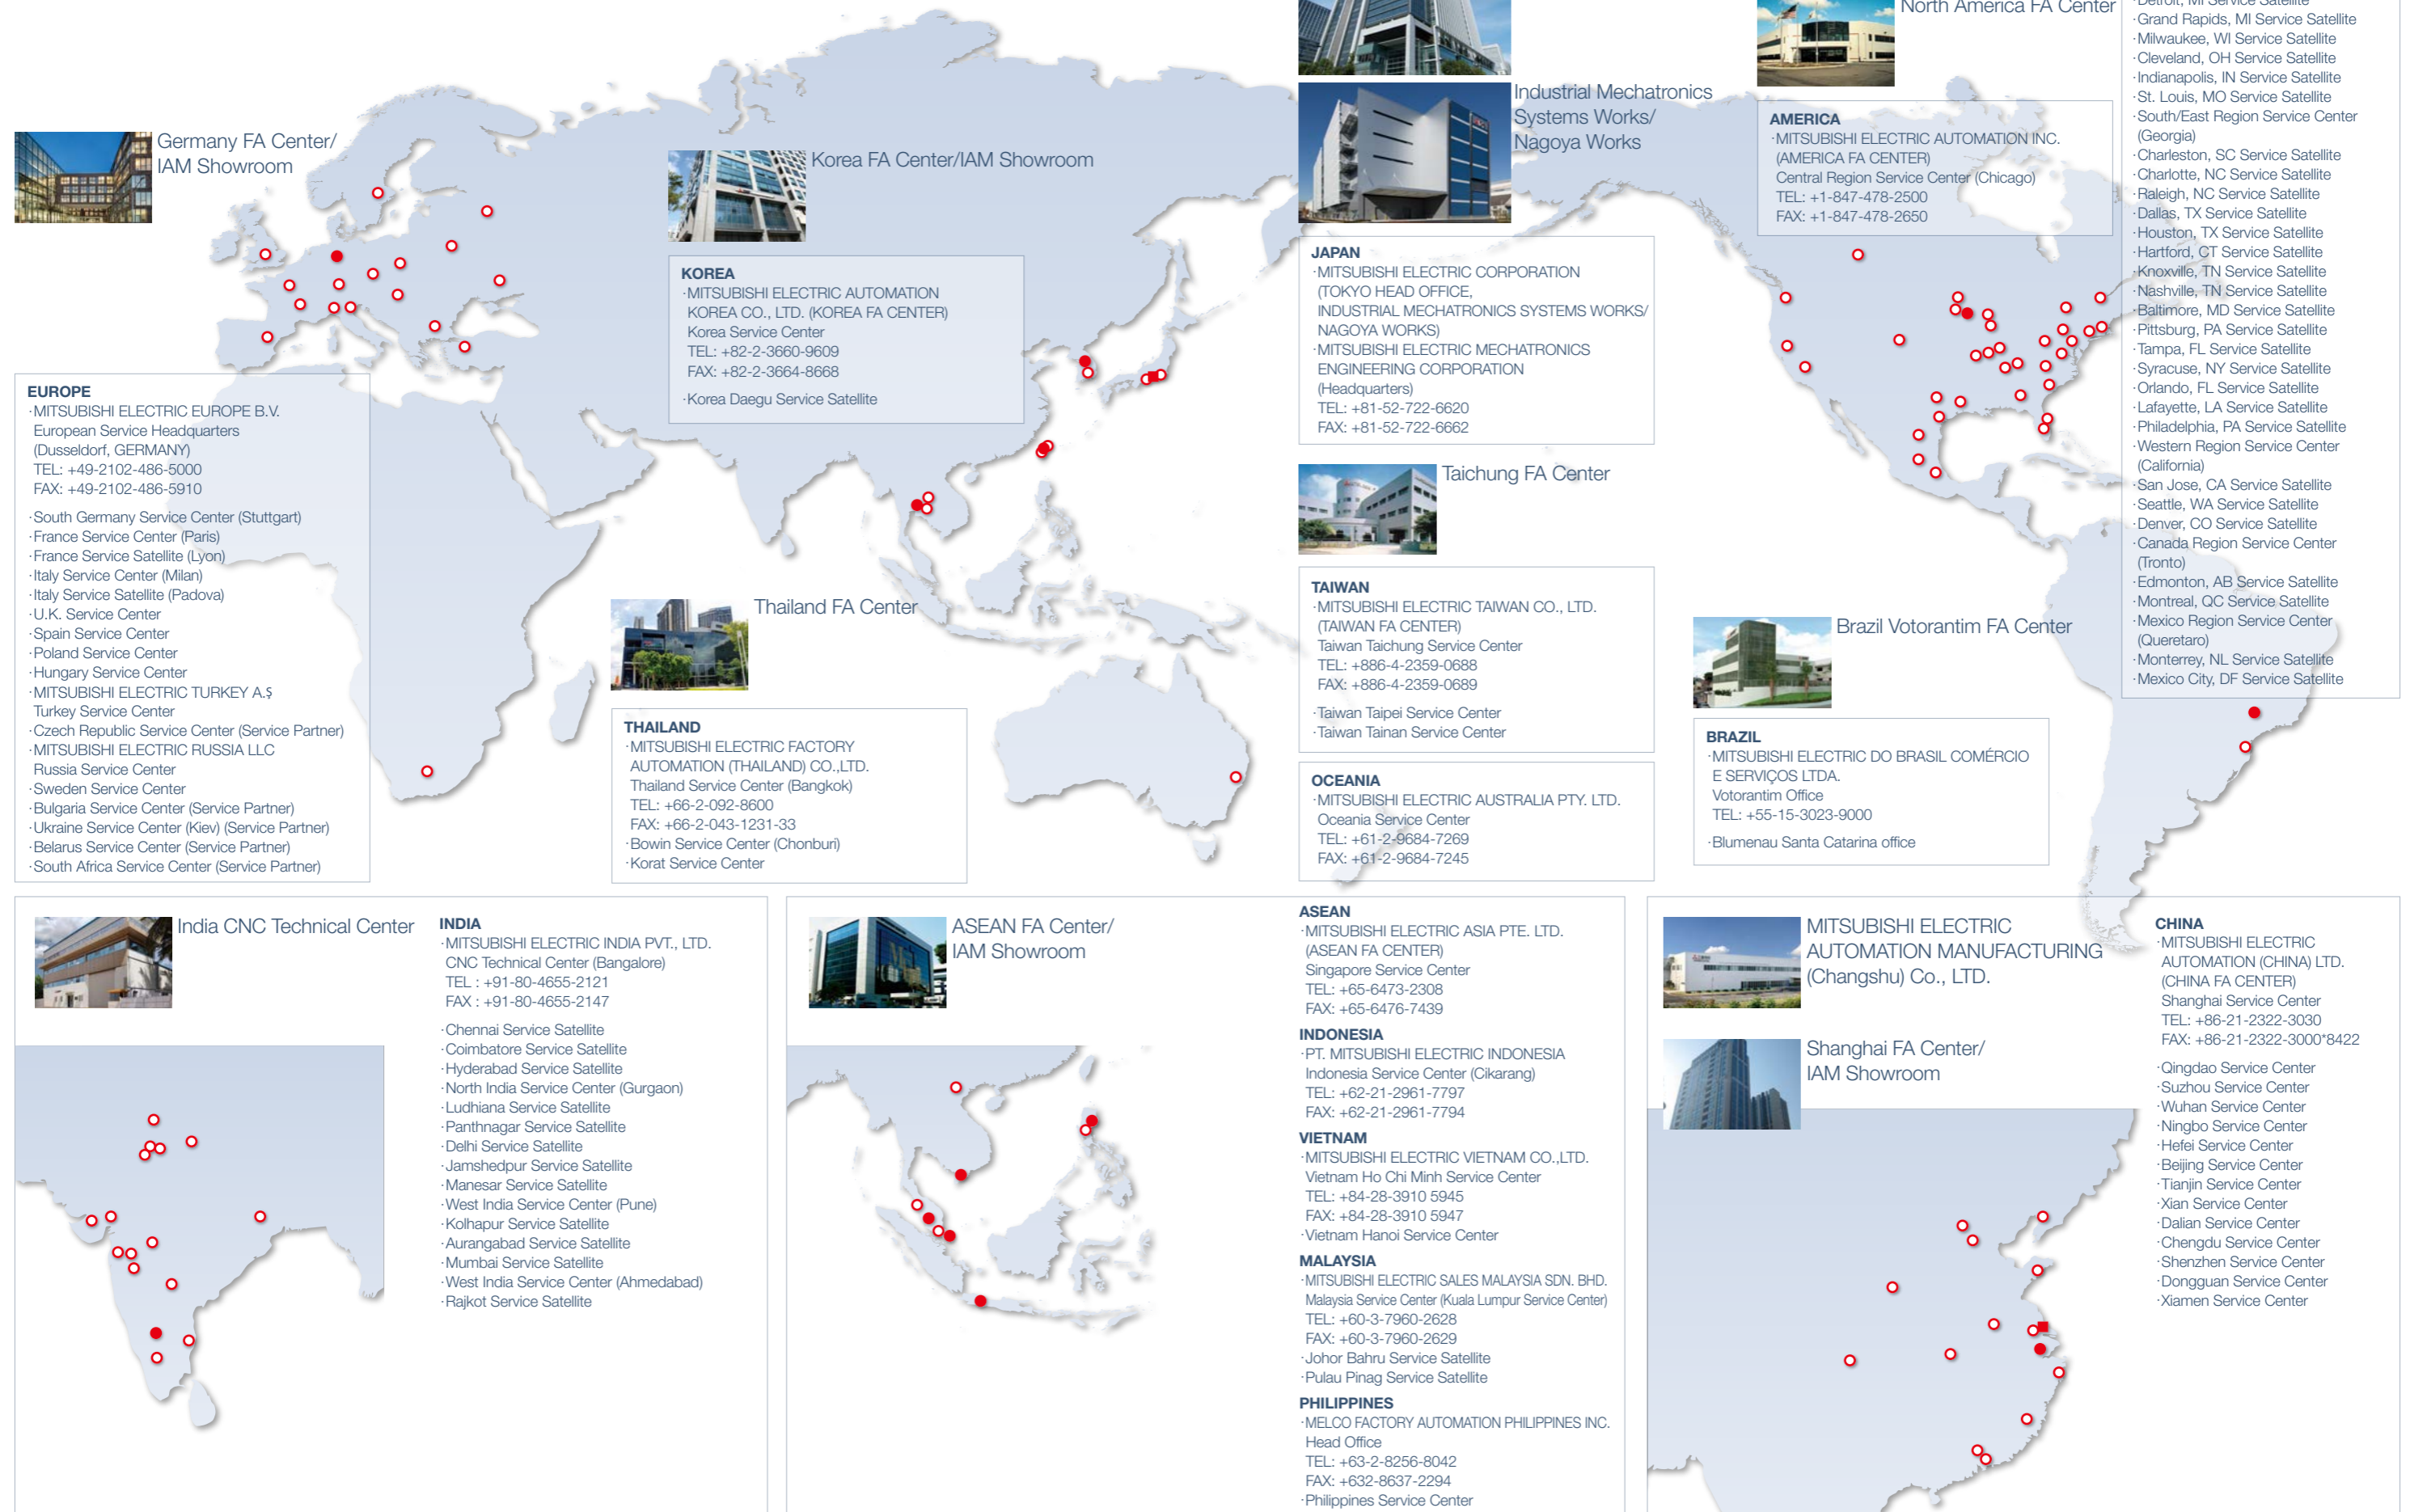 North America FA Center
Detroit, MI Service Satellite
·Grand Rapids, MI Service Satellite
·Milwaukee, WI Service Satellite
·Cleveland, OH Service Satellite
·Indianapolis, IN Service Satellite
·St. Louis, MO Service Satellite
·South/East Region Service Center
(Georgia)
·Charleston, SC Service Satellite
·Charlotte, NC Service Satellite
·Raleigh, NC Service Satellite
·Dallas, TX Service Satellite
·Houston, TX Service Satellite
·Hartford, CT Service Satellite
·Knoxville, TN Service Satellite
·Nashville, TN Service Satellite
·Baltimore, MD Service Satellite
·Pittsburg, PA Service Satellite
·Tampa, FL Service Satellite
·Syracuse, NY Service Satellite
·Orlando, FL Service Satellite
·Lafayette, LA Service Satellite
·Philadelphia, PA Service Satellite
·Western Region Service Center
(California)
·San Jose, CA Service Satellite
·Seattle, WA Service Satellite
·Denver, CO Service Satellite
·Canada Region Service Center
(Tronto)
·Edmonton, AB Service Satellite
·Montreal, QC Service Satellite
·Mexico Region Service Center
(Queretaro)
·Monterrey, NL Service Satellite
·Mexico City, DF Service Satellite
AMERICA
·MITSUBISHI ELECTRIC AUTOMATION INC.
(AMERICA FA CENTER)
Central Region Service Center (Chicago)
TEL: +1-847-478-2500
FAX: +1-847-478-2650
Industrial Mechatronics
Systems Works/
Nagoya Works
JAPAN
·MITSUBISHI ELECTRIC CORPORATION
(TOKYO HEAD OFFICE,
INDUSTRIAL MECHATRONICS SYSTEMS WORKS/
NAGOYA WORKS)
·MITSUBISHI ELECTRIC MECHATRONICS
ENGINEERING CORPORATION
(Headquarters)
TEL: +81-52-722-6620
FAX: +81-52-722-6662
Germany FA Center/
IAM Showroom
EUROPE
·MITSUBISHI ELECTRIC EUROPE B.V.
European Service Headquarters
(Dusseldorf, GERMANY)
TEL: +49-2102-486-5000
FAX: +49-2102-486-5910
·South Germany Service Center (Stuttgart)
·France Service Center (Paris)
·France Service Satellite (Lyon)
·Italy Service Center (Milan)
·Italy Service Satellite (Padova)
·U.K. Service Center
·Spain Service Center
·Poland Service Center
·Hungary Service Center
·MITSUBISHI ELECTRIC TURKEY A.Ş
Turkey Service Center
·Czech Republic Service Center (Service Partner)
·MITSUBISHI ELECTRIC RUSSIA LLC
Russia Service Center
·Sweden Service Center
·Bulgaria Service Center (Service Partner)
·Ukraine Service Center (Kiev) (Service Partner)
·Belarus Service Center (Service Partner)
·South Africa Service Center (Service Partner)
Korea FA Center/IAM Showroom
KOREA
·MITSUBISHI ELECTRIC AUTOMATION
KOREA CO., LTD. (KOREA FA CENTER)
Korea Service Center
TEL: +82-2-3660-9609
FAX: +82-2-3664-8668
·Korea Daegu Service Satellite
Thailand FA Center
THAILAND
·MITSUBISHI ELECTRIC FACTORY
AUTOMATION (THAILAND) CO.,LTD.
Thailand Service Center (Bangkok)
TEL: +66-2-092-8600
FAX: +66-2-043-1231-33
·Bowin Service Center (Chonburi)
·Korat Service Center
Taichung FA Center
TAIWAN
·MITSUBISHI ELECTRIC TAIWAN CO., LTD.
(TAIWAN FA CENTER)
Taiwan Taichung Service Center
TEL: +886-4-2359-0688
FAX: +886-4-2359-0689
·Taiwan Taipei Service Center
·Taiwan Tainan Service Center
OCEANIA
·MITSUBISHI ELECTRIC AUSTRALIA PTY. LTD.
Oceania Service Center
TEL: +61-2-9684-7269
FAX: +61-2-9684-7245
Brazil Votorantim FA Center
BRAZIL
·MITSUBISHI ELECTRIC DO BRASIL COMÉRCIO
E SERVIÇOS LTDA.
Votorantim Office
TEL: +55-15-3023-9000
·Blumenau Santa Catarina office
India CNC Technical Center
INDIA
·MITSUBISHI ELECTRIC INDIA PVT., LTD.
CNC Technical Center (Bangalore)
TEL : +91-80-4655-2121
FAX : +91-80-4655-2147
·Chennai Service Satellite
·Coimbatore Service Satellite
·Hyderabad Service Satellite
·North India Service Center (Gurgaon)
·Ludhiana Service Satellite
·Panthnagar Service Satellite
·Delhi Service Satellite
·Jamshedpur Service Satellite
·Manesar Service Satellite
·West India Service Center (Pune)
·Kolhapur Service Satellite
·Aurangabad Service Satellite
·Mumbai Service Satellite
·West India Service Center (Ahmedabad)
·Rajkot Service Satellite
ASEAN FA Center/
IAM Showroom
ASEAN
·MITSUBISHI ELECTRIC ASIA PTE. LTD.
(ASEAN FA CENTER)
Singapore Service Center
TEL: +65-6473-2308
FAX: +65-6476-7439
INDONESIA
·PT. MITSUBISHI ELECTRIC INDONESIA
Indonesia Service Center (Cikarang)
TEL: +62-21-2961-7797
FAX: +62-21-2961-7794
VIETNAM
·MITSUBISHI ELECTRIC VIETNAM CO.,LTD.
Vietnam Ho Chi Minh Service Center
TEL: +84-28-3910 5945
FAX: +84-28-3910 5947
·Vietnam Hanoi Service Center
MALAYSIA
·MITSUBISHI ELECTRIC SALES MALAYSIA SDN. BHD.
Malaysia Service Center (Kuala Lumpur Service Center)
TEL: +60-3-7960-2628
FAX: +60-3-7960-2629
·Johor Bahru Service Satellite
·Pulau Pinag Service Satellite
PHILIPPINES
·MELCO FACTORY AUTOMATION PHILIPPINES INC.
Head Office
TEL: +63-2-8256-8042
FAX: +632-8637-2294
·Philippines Service Center
MITSUBISHI ELECTRIC
AUTOMATION MANUFACTURING
(Changshu) Co., LTD.
Shanghai FA Center/
IAM Showroom
CHINA
·MITSUBISHI ELECTRIC
AUTOMATION (CHINA) LTD.
(CHINA FA CENTER)
Shanghai Service Center
TEL: +86-21-2322-3030
FAX: +86-21-2322-3000*8422
·Qingdao Service Center
·Suzhou Service Center
·Wuhan Service Center
·Ningbo Service Center
·Hefei Service Center
·Beijing Service Center
·Tianjin Service Center
·Xian Service Center
·Dalian Service Center
·Chengdu Service Center
·Shenzhen Service Center
·Dongguan Service Center
·Xiamen Service Center